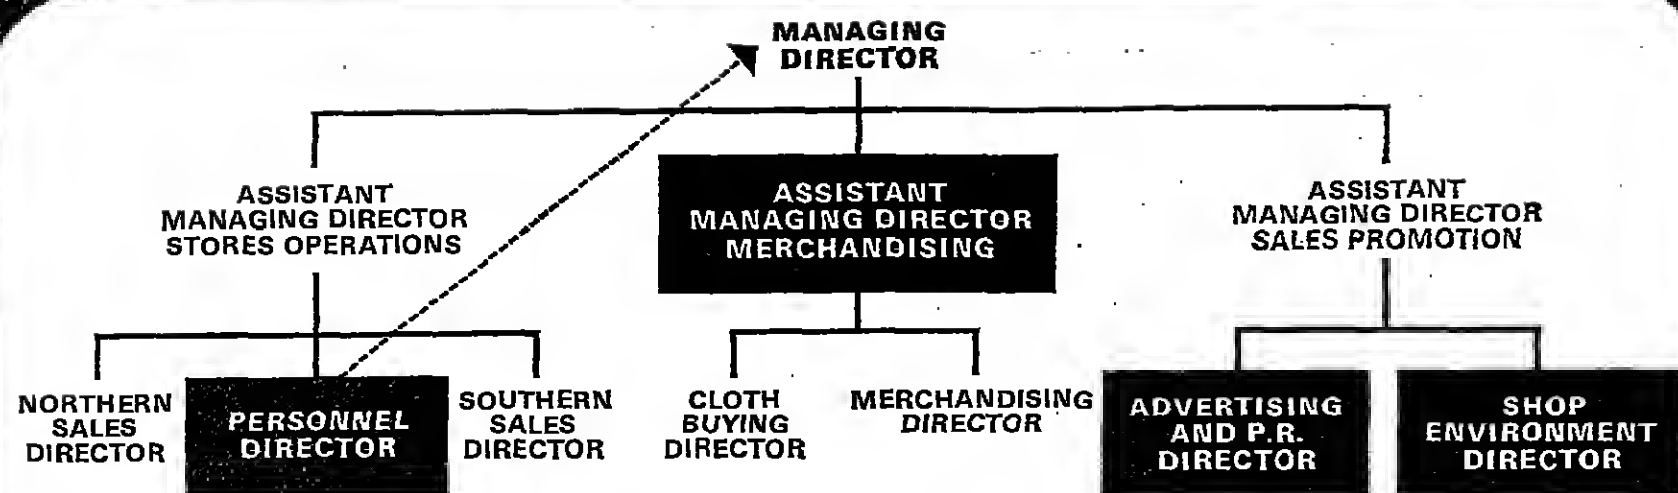 MANAGING
DIRECTOR
ASSISTANT
MANAGING DIRECTOR
STORES OPERATIONS
ASSISTANT
MANAGING DIRECTOR
MERCHANDISING
ASSISTANT
MANAGING DIRECTOR
SALES PROMOTION
NORTHERN
SALES
DIRECTOR
PERSONNEL
DIRECTOR
SOUTHERN
SALES
DIRECTOR
CLOTH
BUYING
DIRECTOR
MERCHANDISING
DIRECTOR
ADVERTISING
AND P.R.
DIRECTOR
SHOP
ENVIRONMENT
DIRECTOR